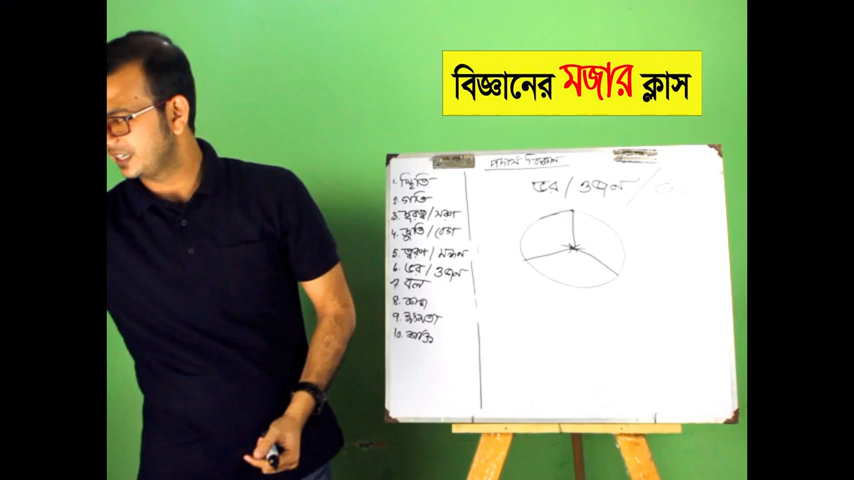 বিজ্ঞানের মজার ক্লাস
পদার্থ বিজ্ঞান
ভর / ওজন /
১. স্থিতি
২. গতি
৩. দূরত্ব / সরণ
৪. দ্রুতি / বেগ
৫. ত্বরণ / মন্দন
৬. ভর / ওজন
৭ বল
৮. কাজ
৯. ক্ষমতা
১০. শক্তি